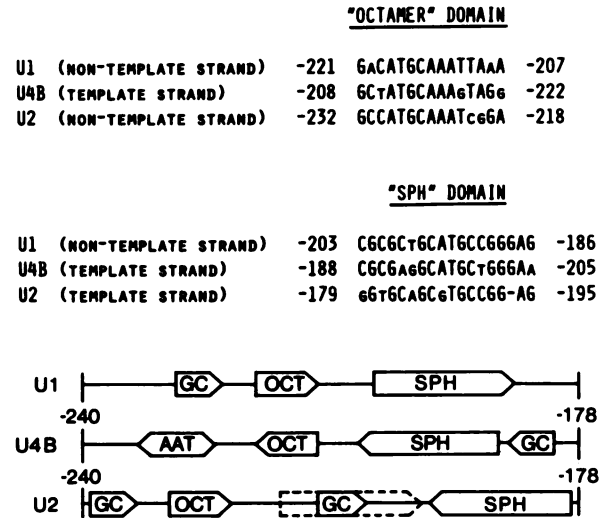 "OCTAMER" DOMAIN
U1 (NON-TEMPLATE STRAND) -221 GACATGCAAATTAAA -207
U4B (TEMPLATE STRAND) -208 GCTATGCAAAGTAGG -222
U2 (NON-TEMPLATE STRAND) -232 GCCATGCAAATCGGA -218
"SPH" DOMAIN
U1 (NON-TEMPLATE STRAND) -203 CGCGCTGCATGCCGGGAG -186
U4B (TEMPLATE STRAND) -188 CGCGAGGCATGCTGGGAA -205
U2 (TEMPLATE STRAND) -179 GGTGCAGCGTGCCGG-AG -195
U1 GC OCT SPH
-240 -178
U4B AAT OCT SPH GC
-240 -178
U2 GC OCT GC SPH